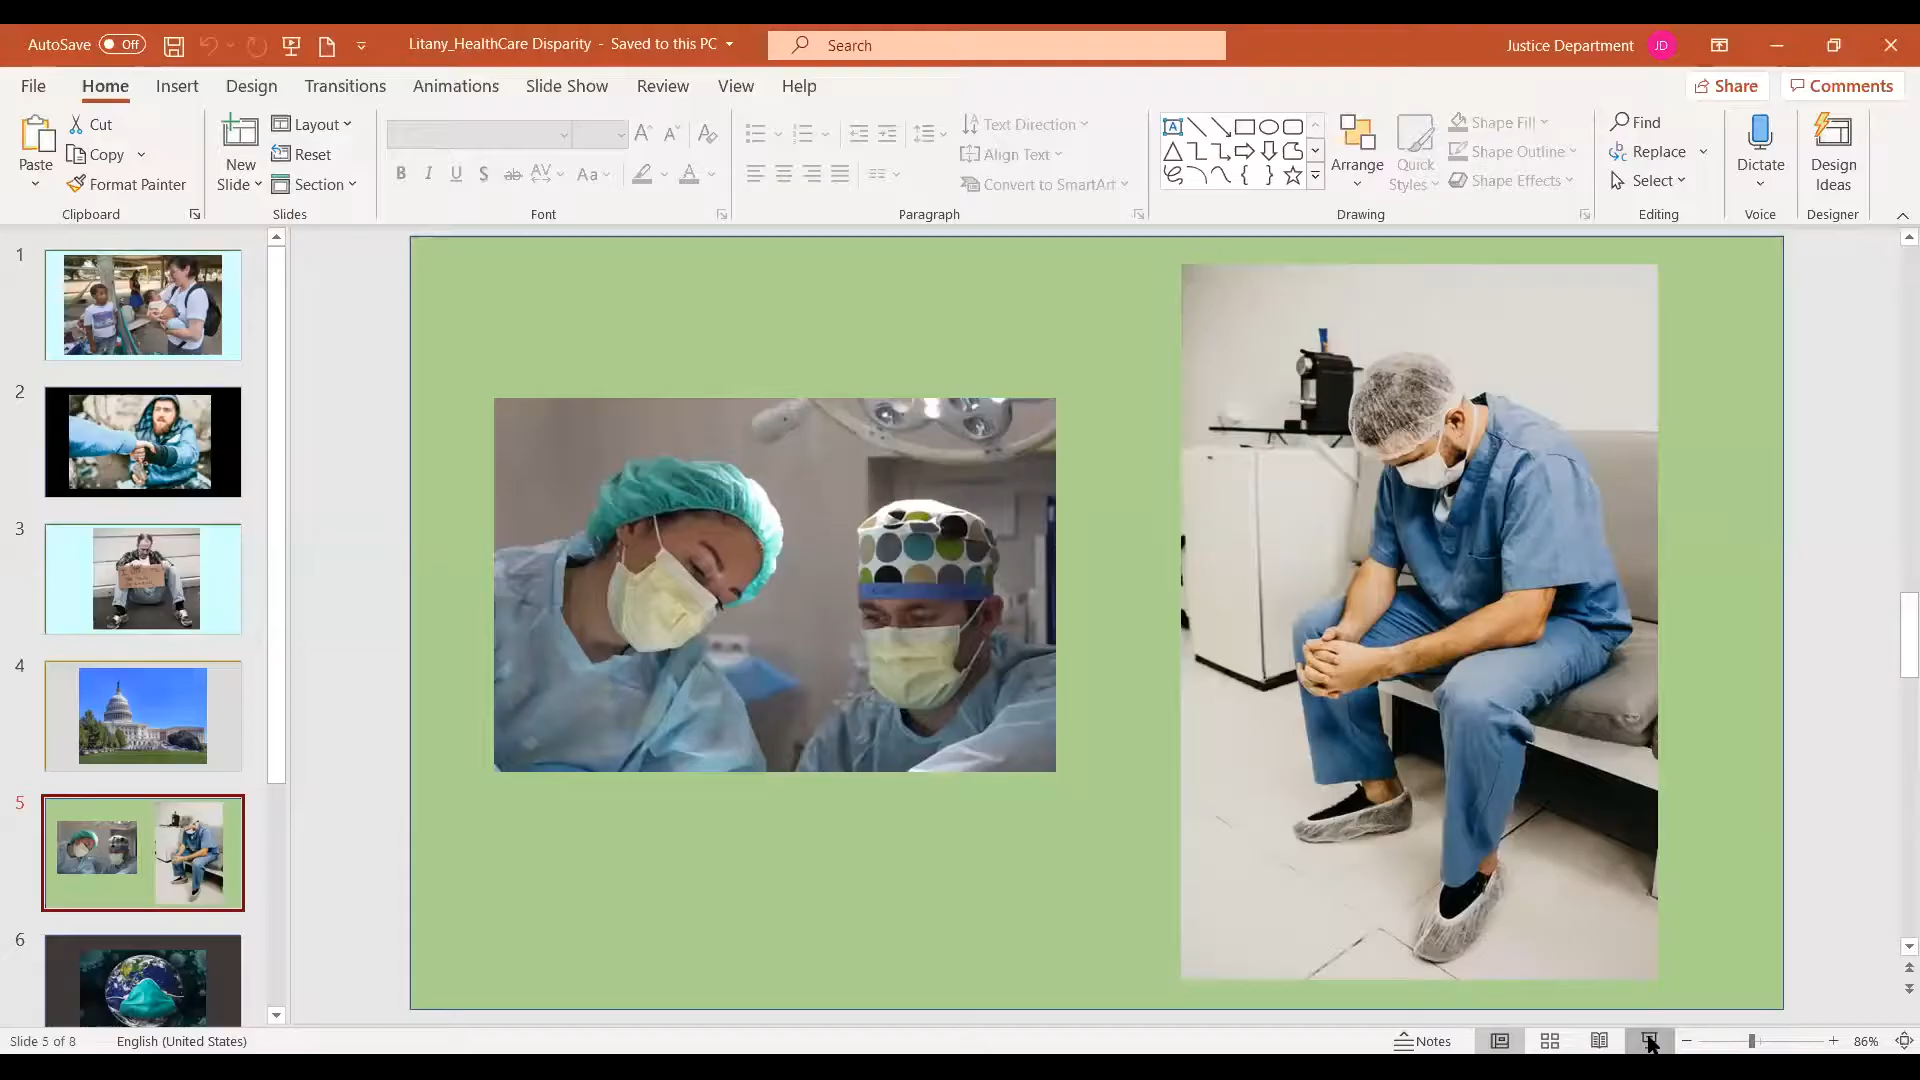 AutoSave Off Litany_HealthCare Disparity - Saved to this PC Search Justice Department JD
File Home Insert Design Transitions Animations Slide Show Review View Help Share Comments
Paste Cut Copy Format Painter Clipboard
New Slide Layout Reset Section Slides
B I U S ab AV Aa A Font
Text Direction
Align Text
Convert to SmartArt
Paragraph
Arrange Quick Styles Shape Fill Shape Outline Shape Effects Drawing
Find Replace Select Editing
Dictate Voice
Design Ideas Designer
1
2
3
4
5
6
Slide 5 of 8 English (United States) Notes 86%